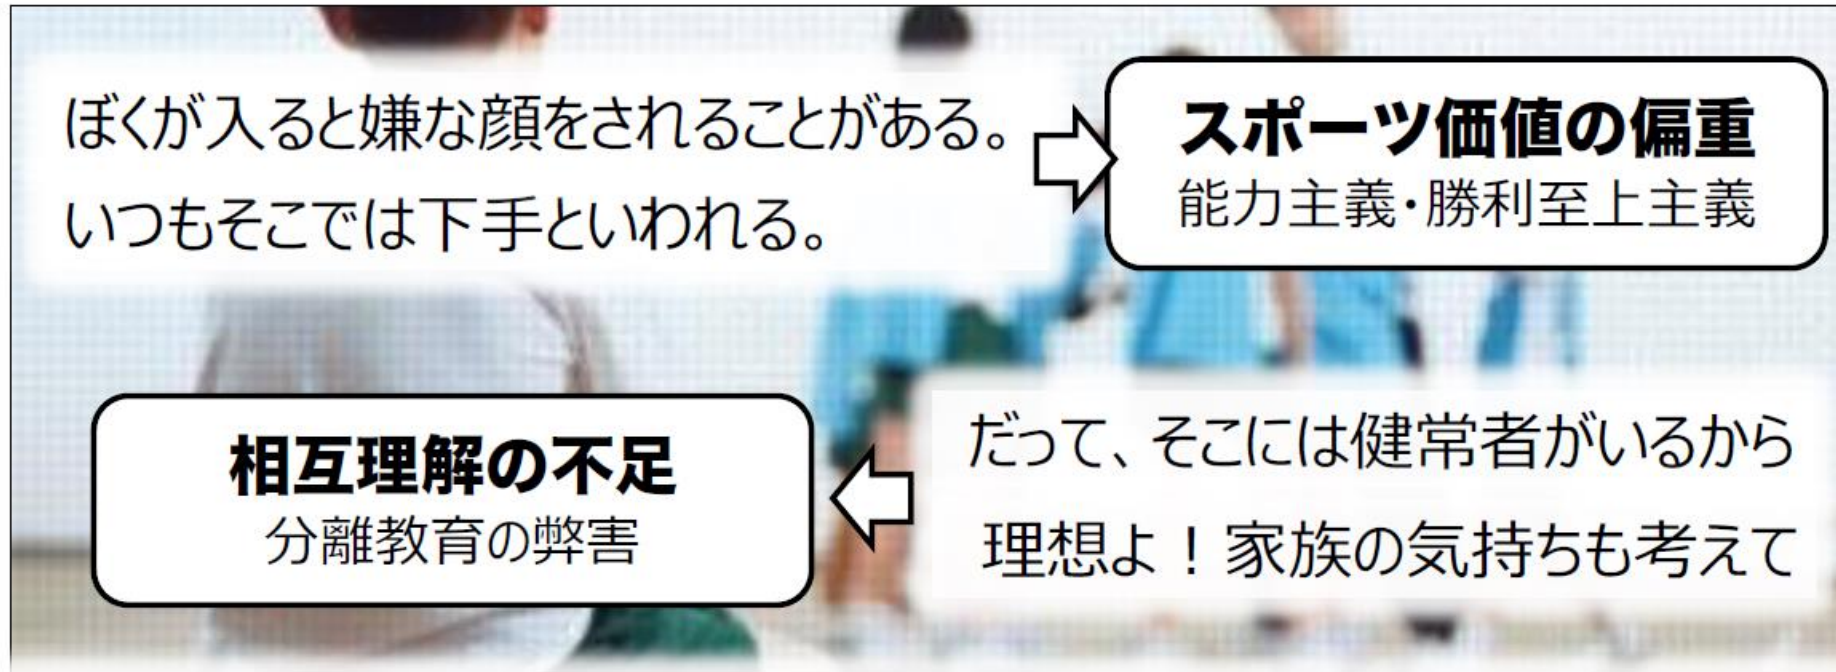 ぼくが入ると嫌な顔をされることがある。
いつもそこでは下手といわれる。
スポーツ価値の偏重
能力主義・勝利至上主義
だって、そこには健常者がいるから
理想よ！家族の気持ちも考えて
相互理解の不足
分離教育の弊害